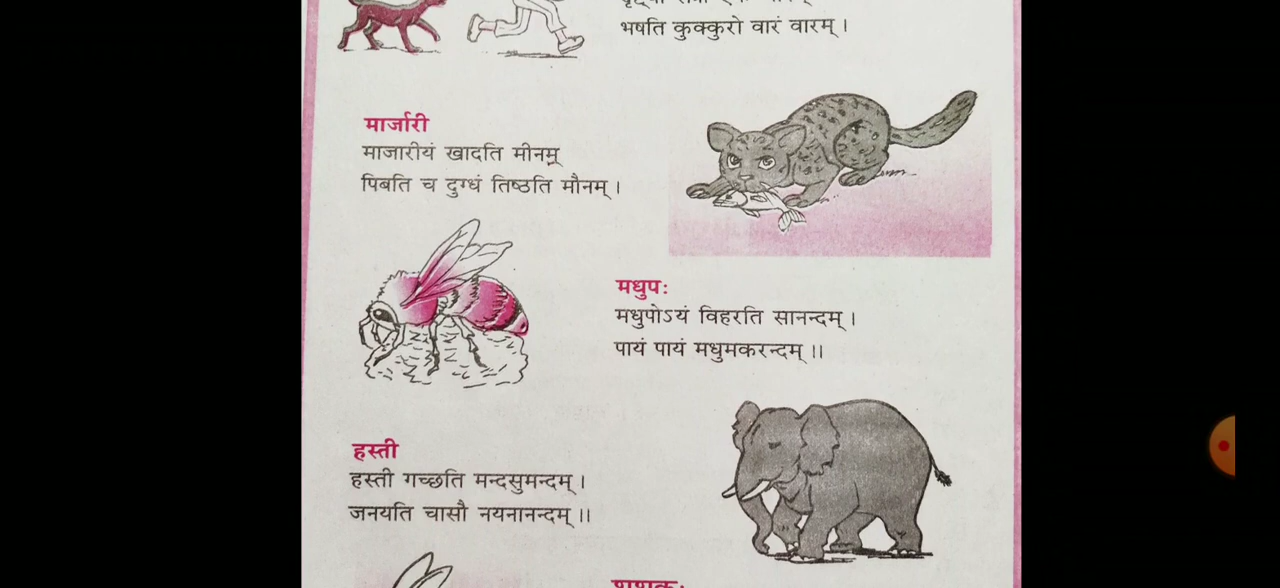 भषति कुक्कुरो वारं वारम् ।
मार्जारी
माजारीयं खादति मीनम्
पिबति च दुग्धं तिष्ठति मौनम् ।
मधुपः
मधुपोऽयं विहरति सानन्दम् ।
पायं पायं मधुमकरन्दम् ।।
हस्ती
हस्ती गच्छति मन्दसुमन्दम् ।
जनयति चासौ नयनानन्दम् ।।